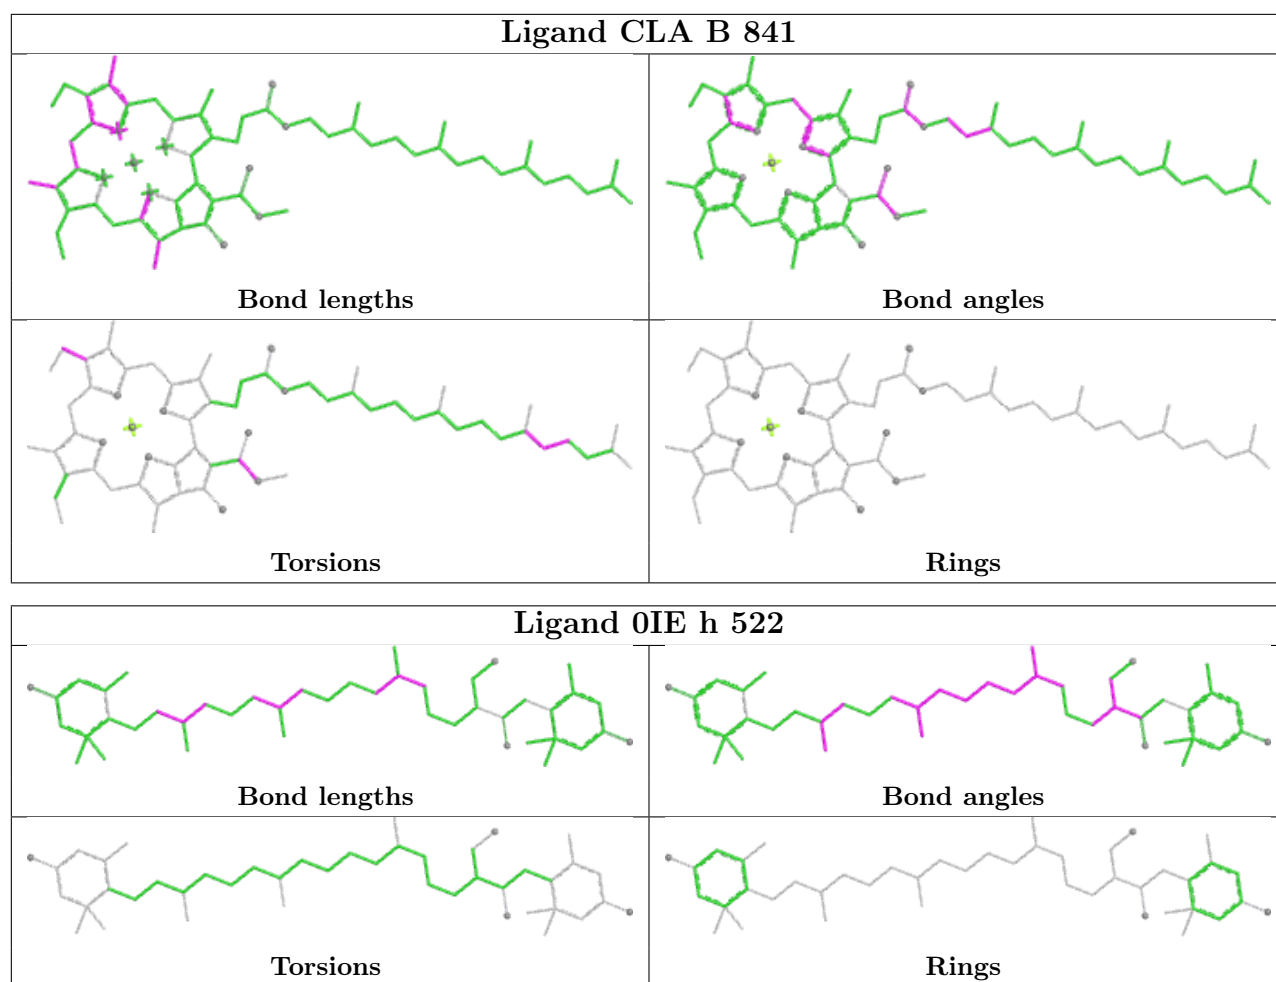 Ligand CLA B 841
Bond lengths
Bond angles
Torsions
Rings
Ligand 0IE h 522
Bond lengths
Bond angles
Torsions
Rings